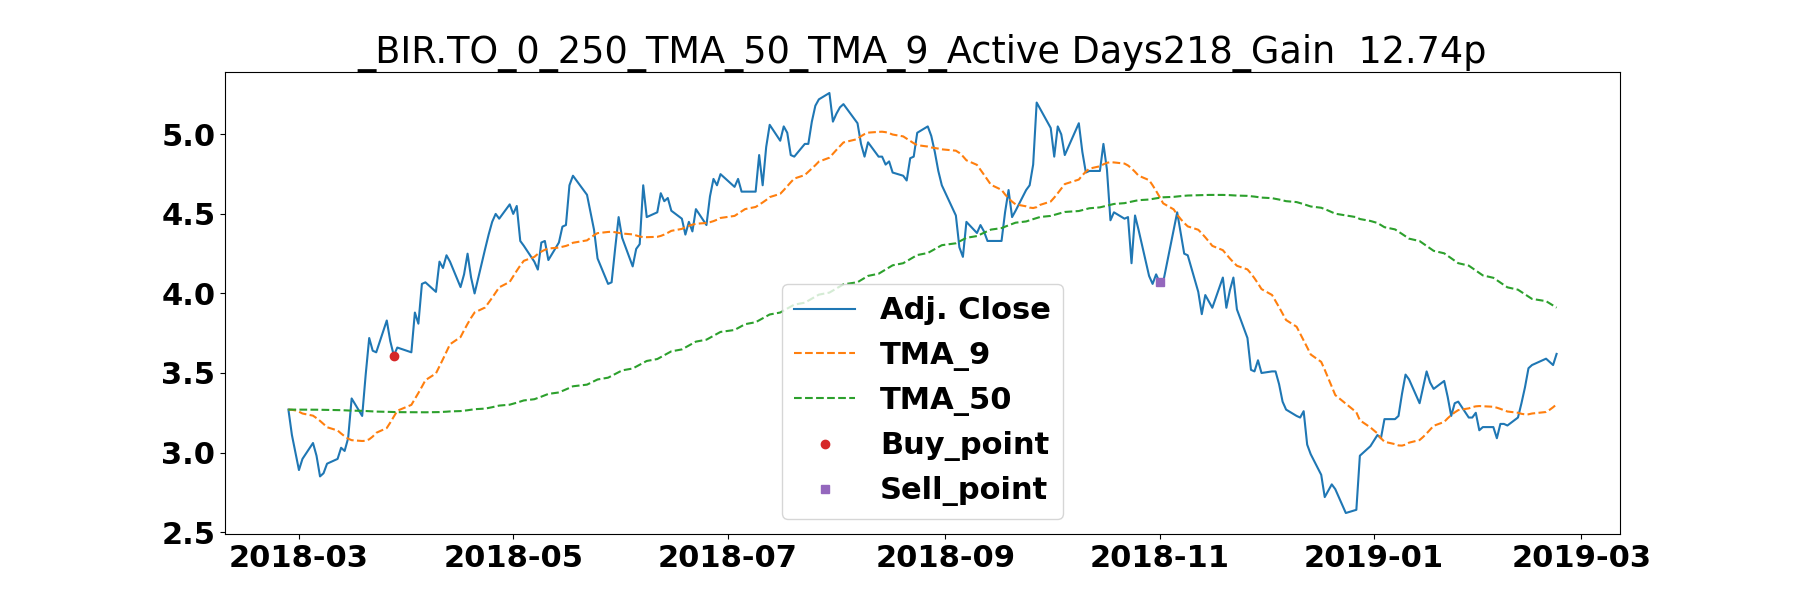 _BIR.TO_0_250_TMA_50_TMA_9_Active Days218_Gain  12.74p
5.0
4.5
4.0
3.5
3.0
2.5
Adj. Close
TMA_9
TMA_50
Buy_point
Sell_point
2018-03 2018-05 2018-07 2018-09 2018-11 2019-01 2019-03